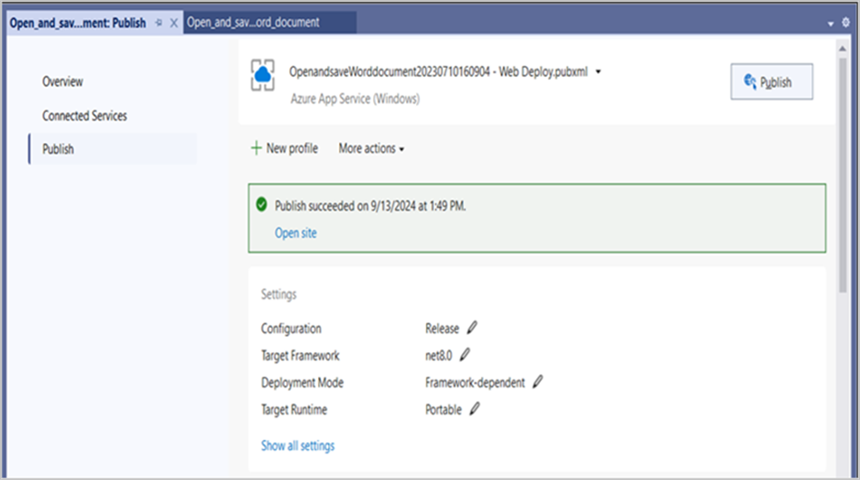 Open_and_sav...ment: Publish
Open_and_sav...ord_document
Overview
Connected Services
Publish
OpenandsaveWorddocument20230710160904 - Web Deploy.pubxml
Azure App Service (Windows)
Publish
New profile
More actions
Publish succeeded on 9/13/2024 at 1:49 PM.
Open site
Settings
Configuration Release
Target Framework net8.0
Deployment Mode Framework-dependent
Target Runtime Portable
Show all settings